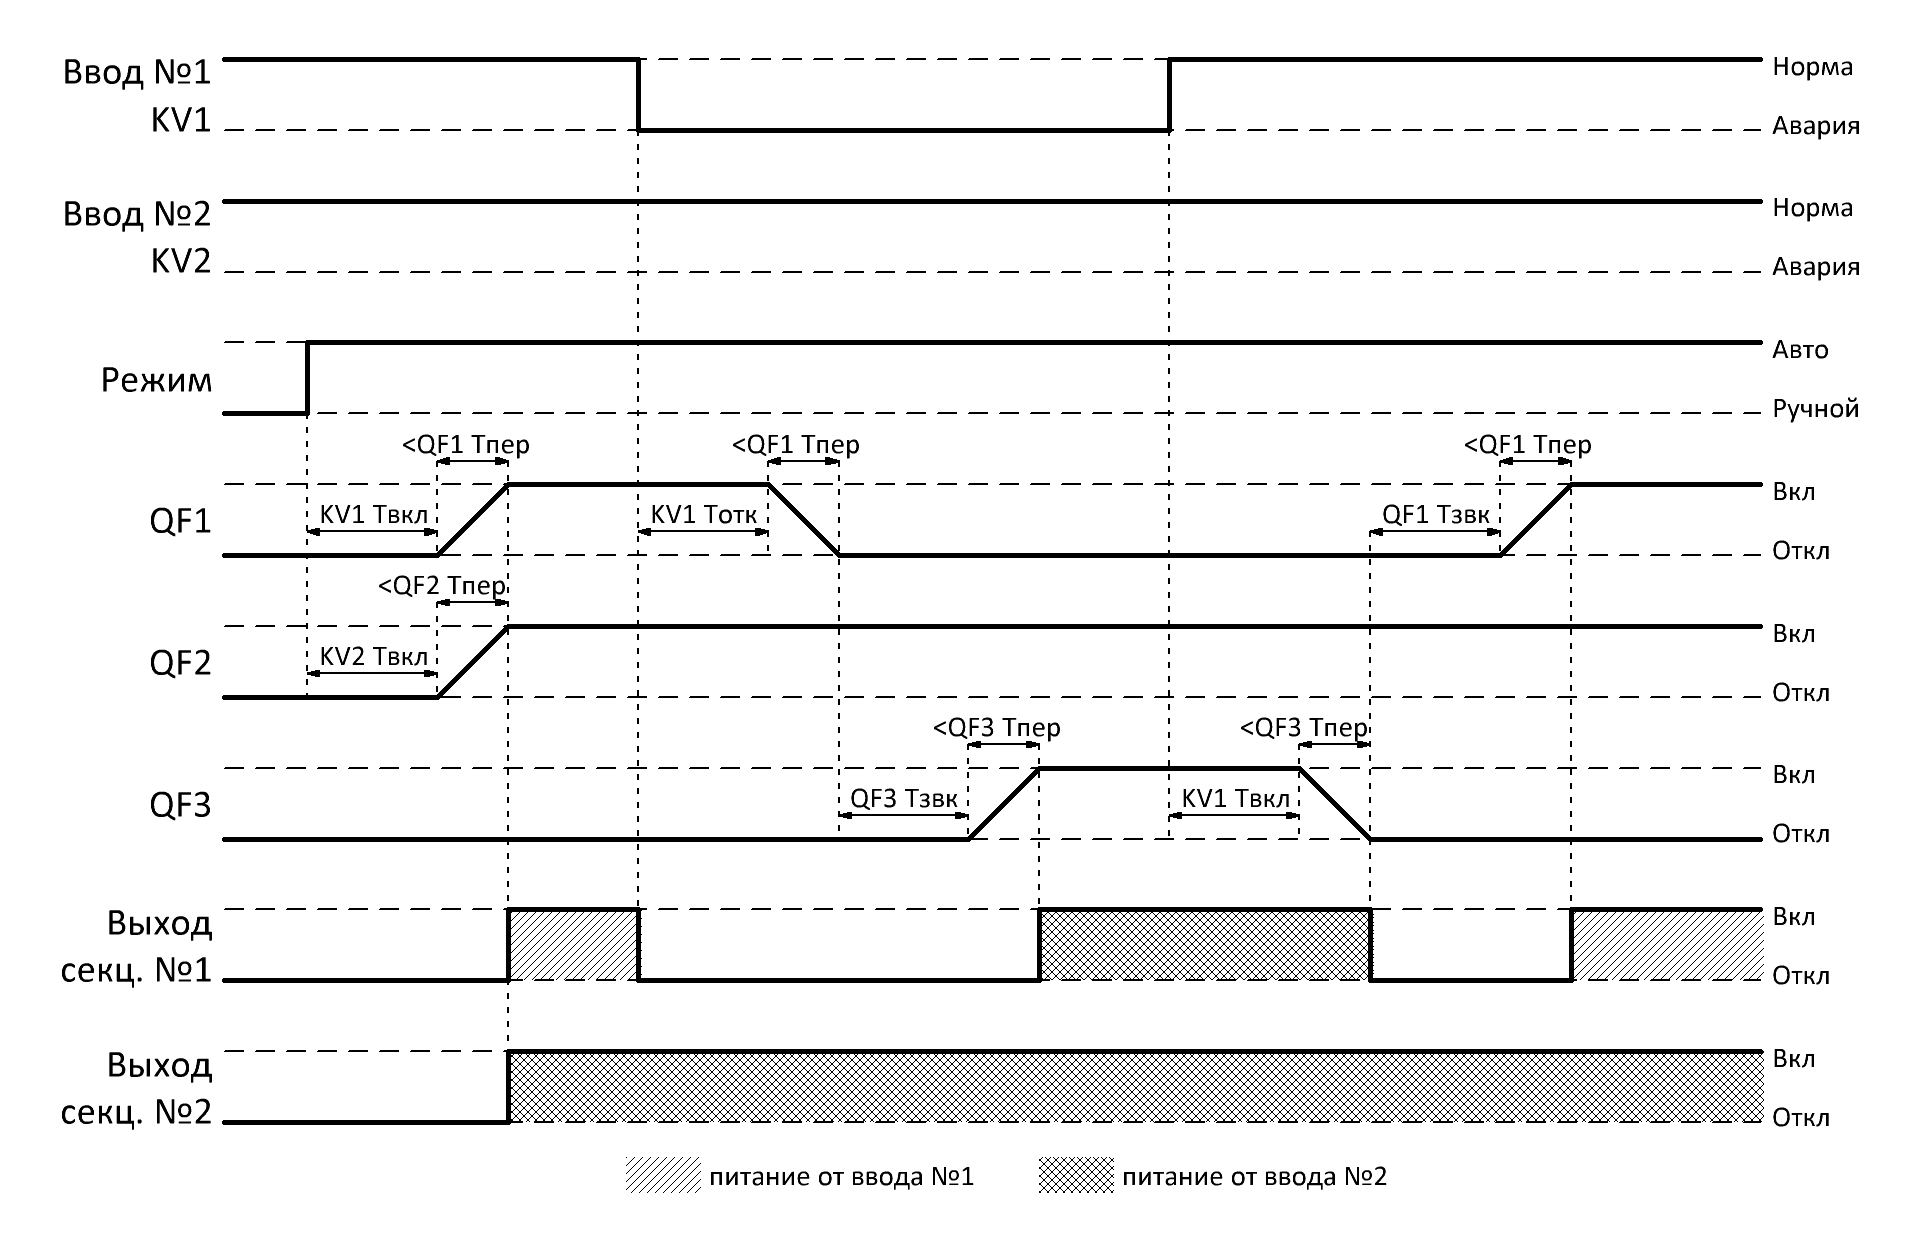 Ввод №1
KV1
Норма
Авария
Ввод №2
KV2
Норма
Авария
Режим
Авто
Ручной
<QF1 Тпер
<QF1 Тпер
<QF1 Тпер
QF1
KV1 Твкл
KV1 Тотк
QF1 Тзвк
Вкл
Откл
<QF2 Тпер
QF2
KV2 Твкл
Вкл
Откл
<QF3 Тпер
<QF3 Тпер
QF3
QF3 Тзвк
KV1 Твкл
Вкл
Откл
Выход
секц. №1
Вкл
Откл
Выход
секц. №2
Вкл
Откл
питание от ввода №1
питание от ввода №2